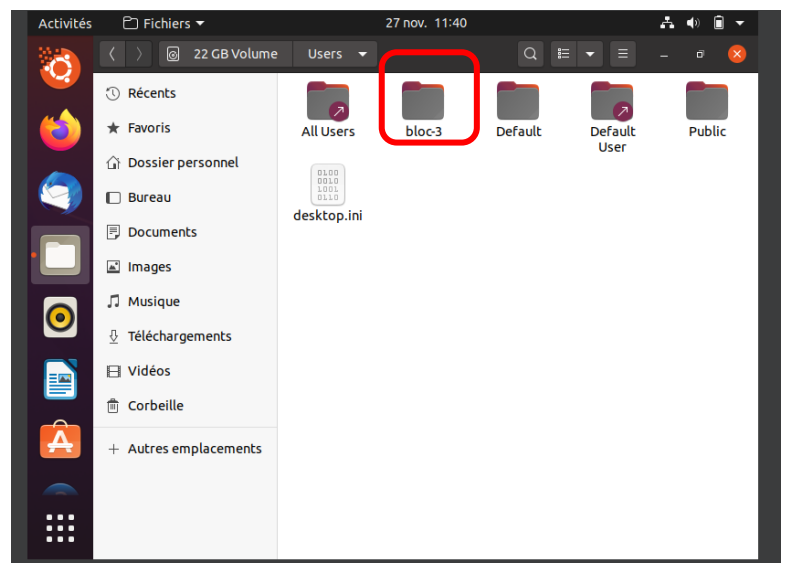 Activités Fichiers 27 nov. 11:40
22 GB Volume Users
Récents
Favoris
Dossier personnel
Bureau
Documents
Images
Musique
Téléchargements
Vidéos
Corbeille
Autres emplacements
All Users
bloc-3
Default
Default
User
Public
0100
0010
1001
0110
desktop.ini